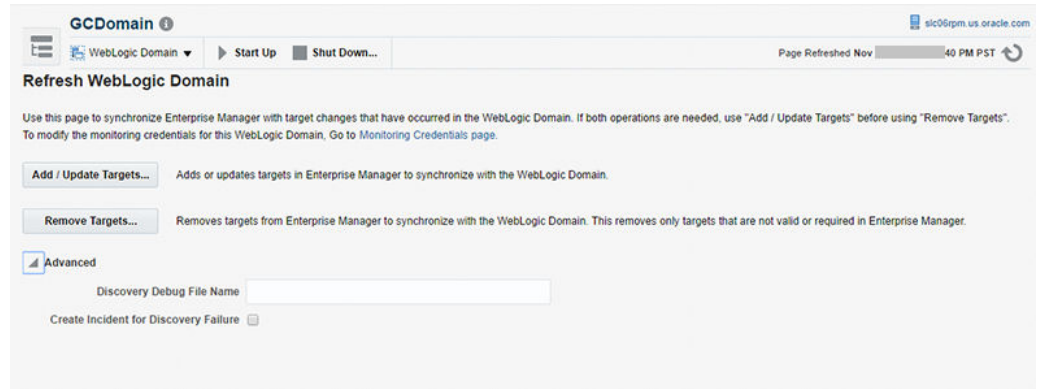 GCDomain
slc06rpm.us.oracle.com
WebLogic Domain Start Up Shut Down...
Page Refreshed Nov 40 PM PST
Refresh WebLogic Domain
Use this page to synchronize Enterprise Manager with target changes that have occurred in the WebLogic Domain. If both operations are needed, use "Add / Update Targets" before using "Remove Targets".
To modify the monitoring credentials for this WebLogic Domain, Go to Monitoring Credentials page.
Add / Update Targets... Adds or updates targets in Enterprise Manager to synchronize with the WebLogic Domain.
Remove Targets... Removes targets from Enterprise Manager to synchronize with the WebLogic Domain. This removes only targets that are not valid or required in Enterprise Manager.
Advanced
Discovery Debug File Name
Create Incident for Discovery Failure